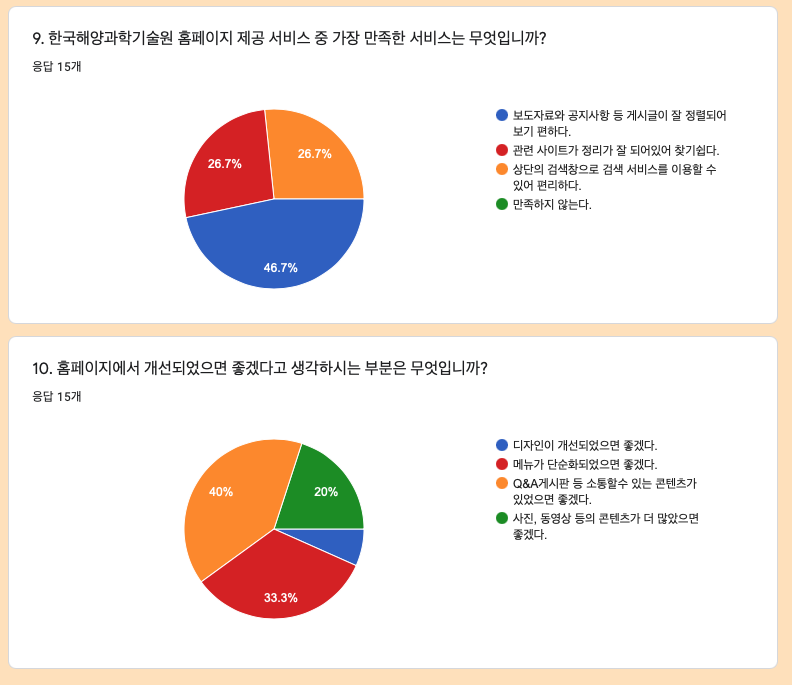 9. 한국해양과학기술원 홈페이지 제공 서비스 중 가장 만족한 서비스는 무엇입니까?
응답 15개
26.7%
26.7%
46.7%
보도자료와 공지사항 등 게시글이 잘 정렬되어
보기 편하다.
관련 사이트가 정리가 잘 되어있어 찾기쉽다.
상단의 검색창으로 검색 서비스를 이용할 수
있어 편리하다.
만족하지 않는다.
10. 홈페이지에서 개선되었으면 좋겠다고 생각하시는 부분은 무엇입니까?
응답 15개
40%
20%
33.3%
디자인이 개선되었으면 좋겠다.
메뉴가 단순화되었으면 좋겠다.
Q&A게시판 등 소통할수 있는 콘텐츠가
있었으면 좋겠다.
사진, 동영상 등의 콘텐츠가 더 많았으면
좋겠다.